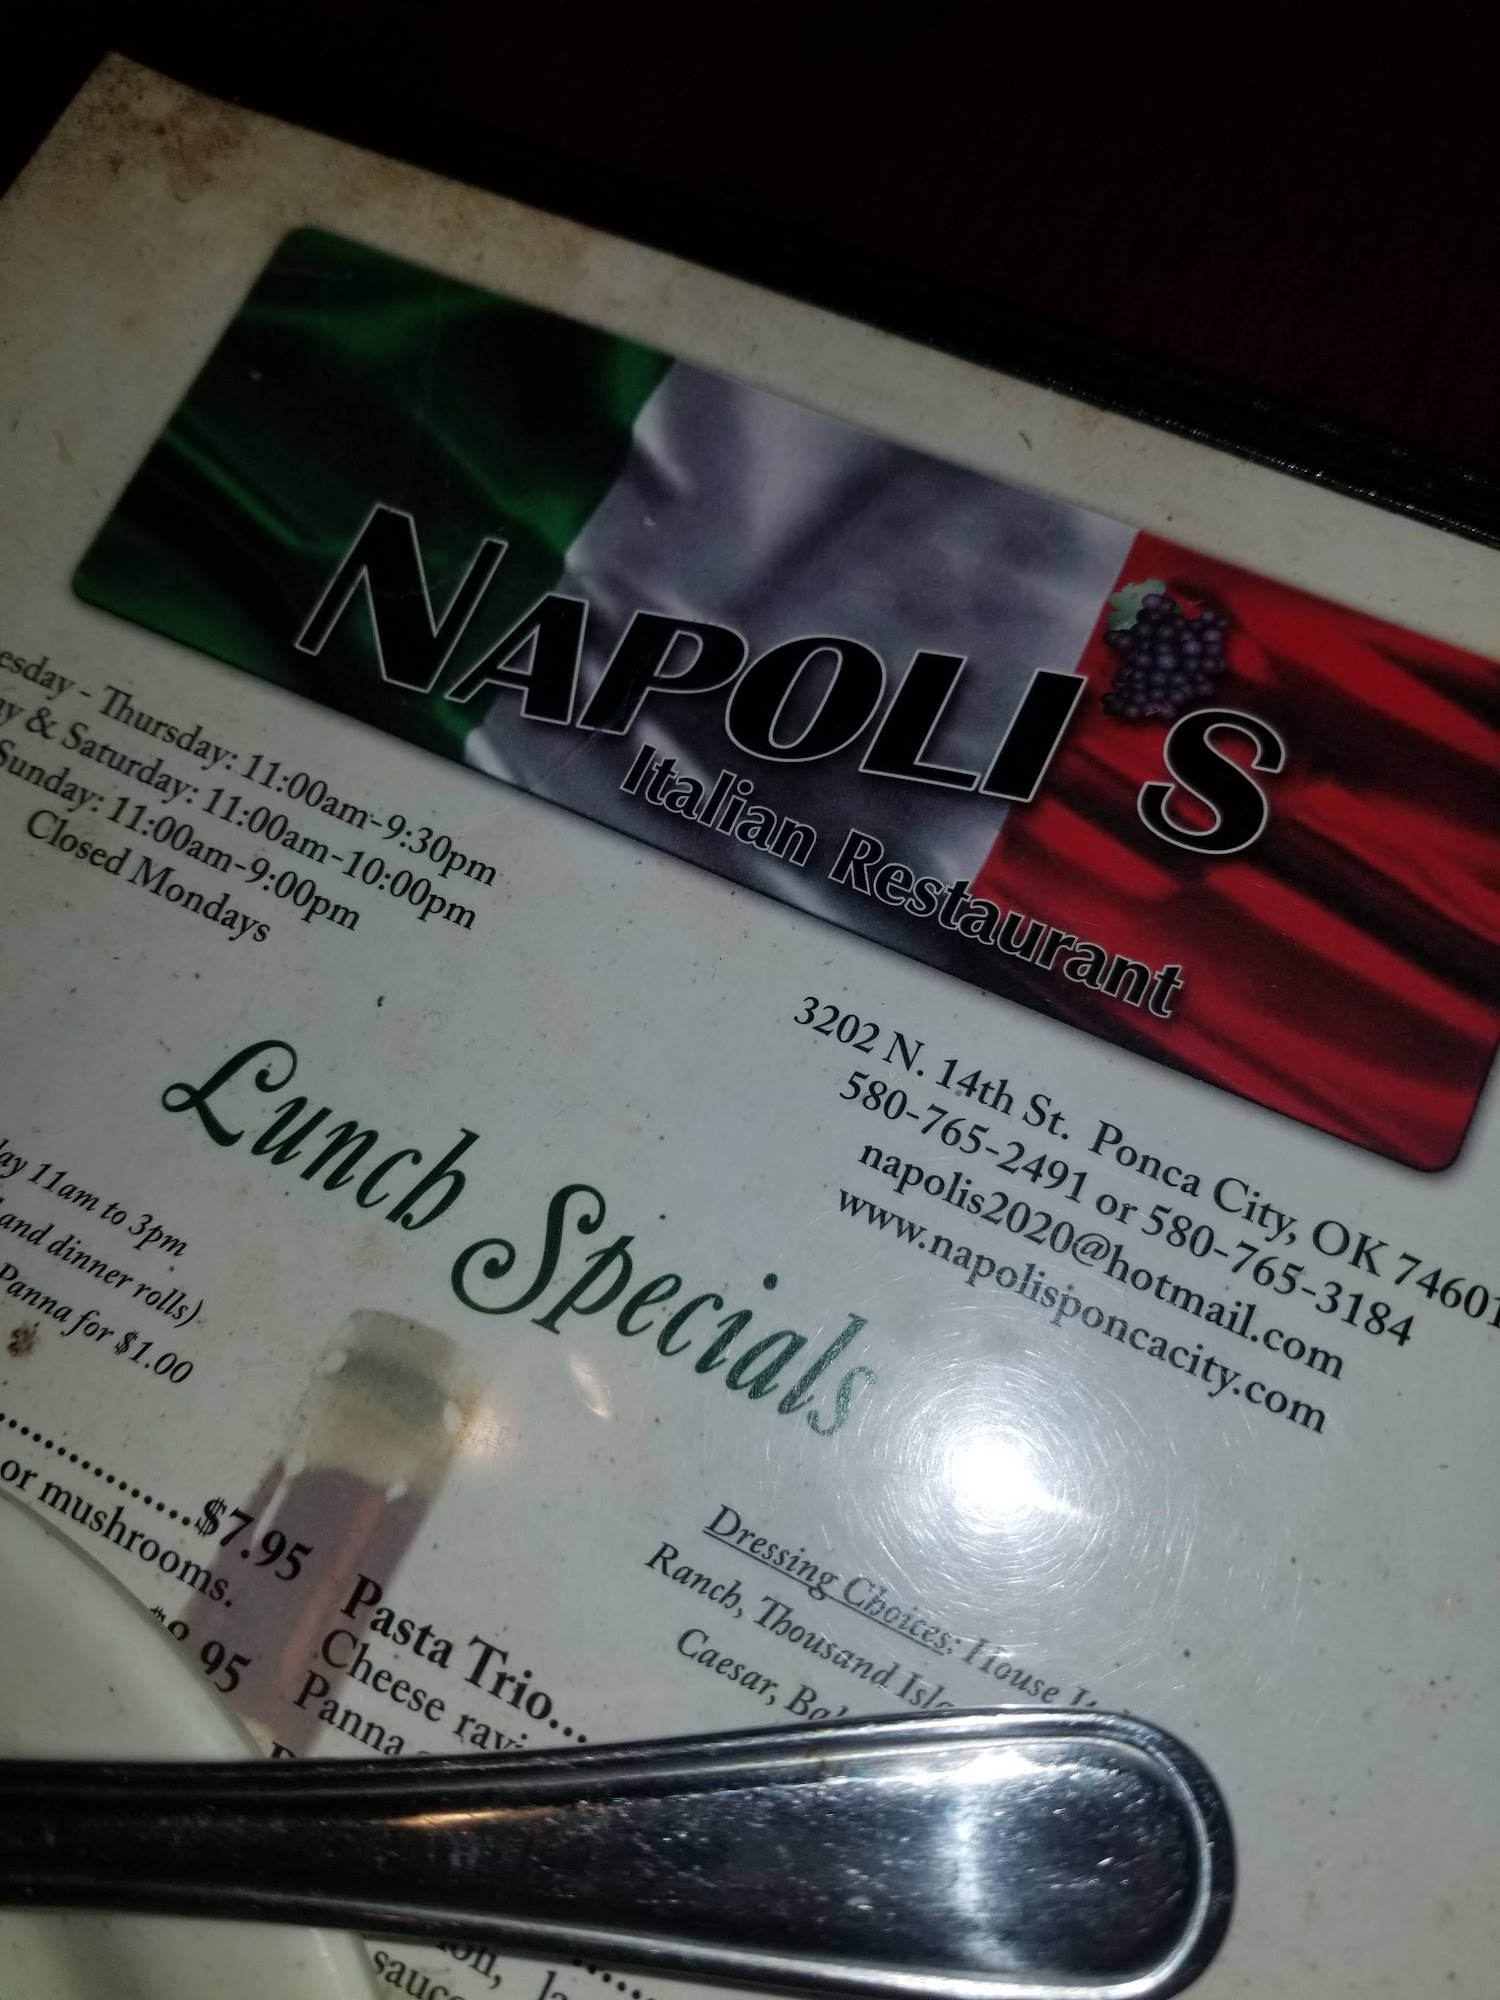 NAPOLI'S
Italian Restaurant
esday - Thursday: 11:00am-9:30pm
ay & Saturday: 11:00am-10:00pm
Sunday: 11:00am-9:00pm
Closed Mondays
3202 N. 14th St. Ponca City, OK 74601
580-765-2491 or 580-765-3184
napolis2020@hotmail.com
www.napolisponcacity.com
Lunch Specials
ay 11am to 3pm
and dinner rolls)
Panna for $1.00
$7.95
or mushrooms.
95
Dressing Choices: House
Ranch, Thousand
Caesar,
Pasta Trio...
Cheese
Panna